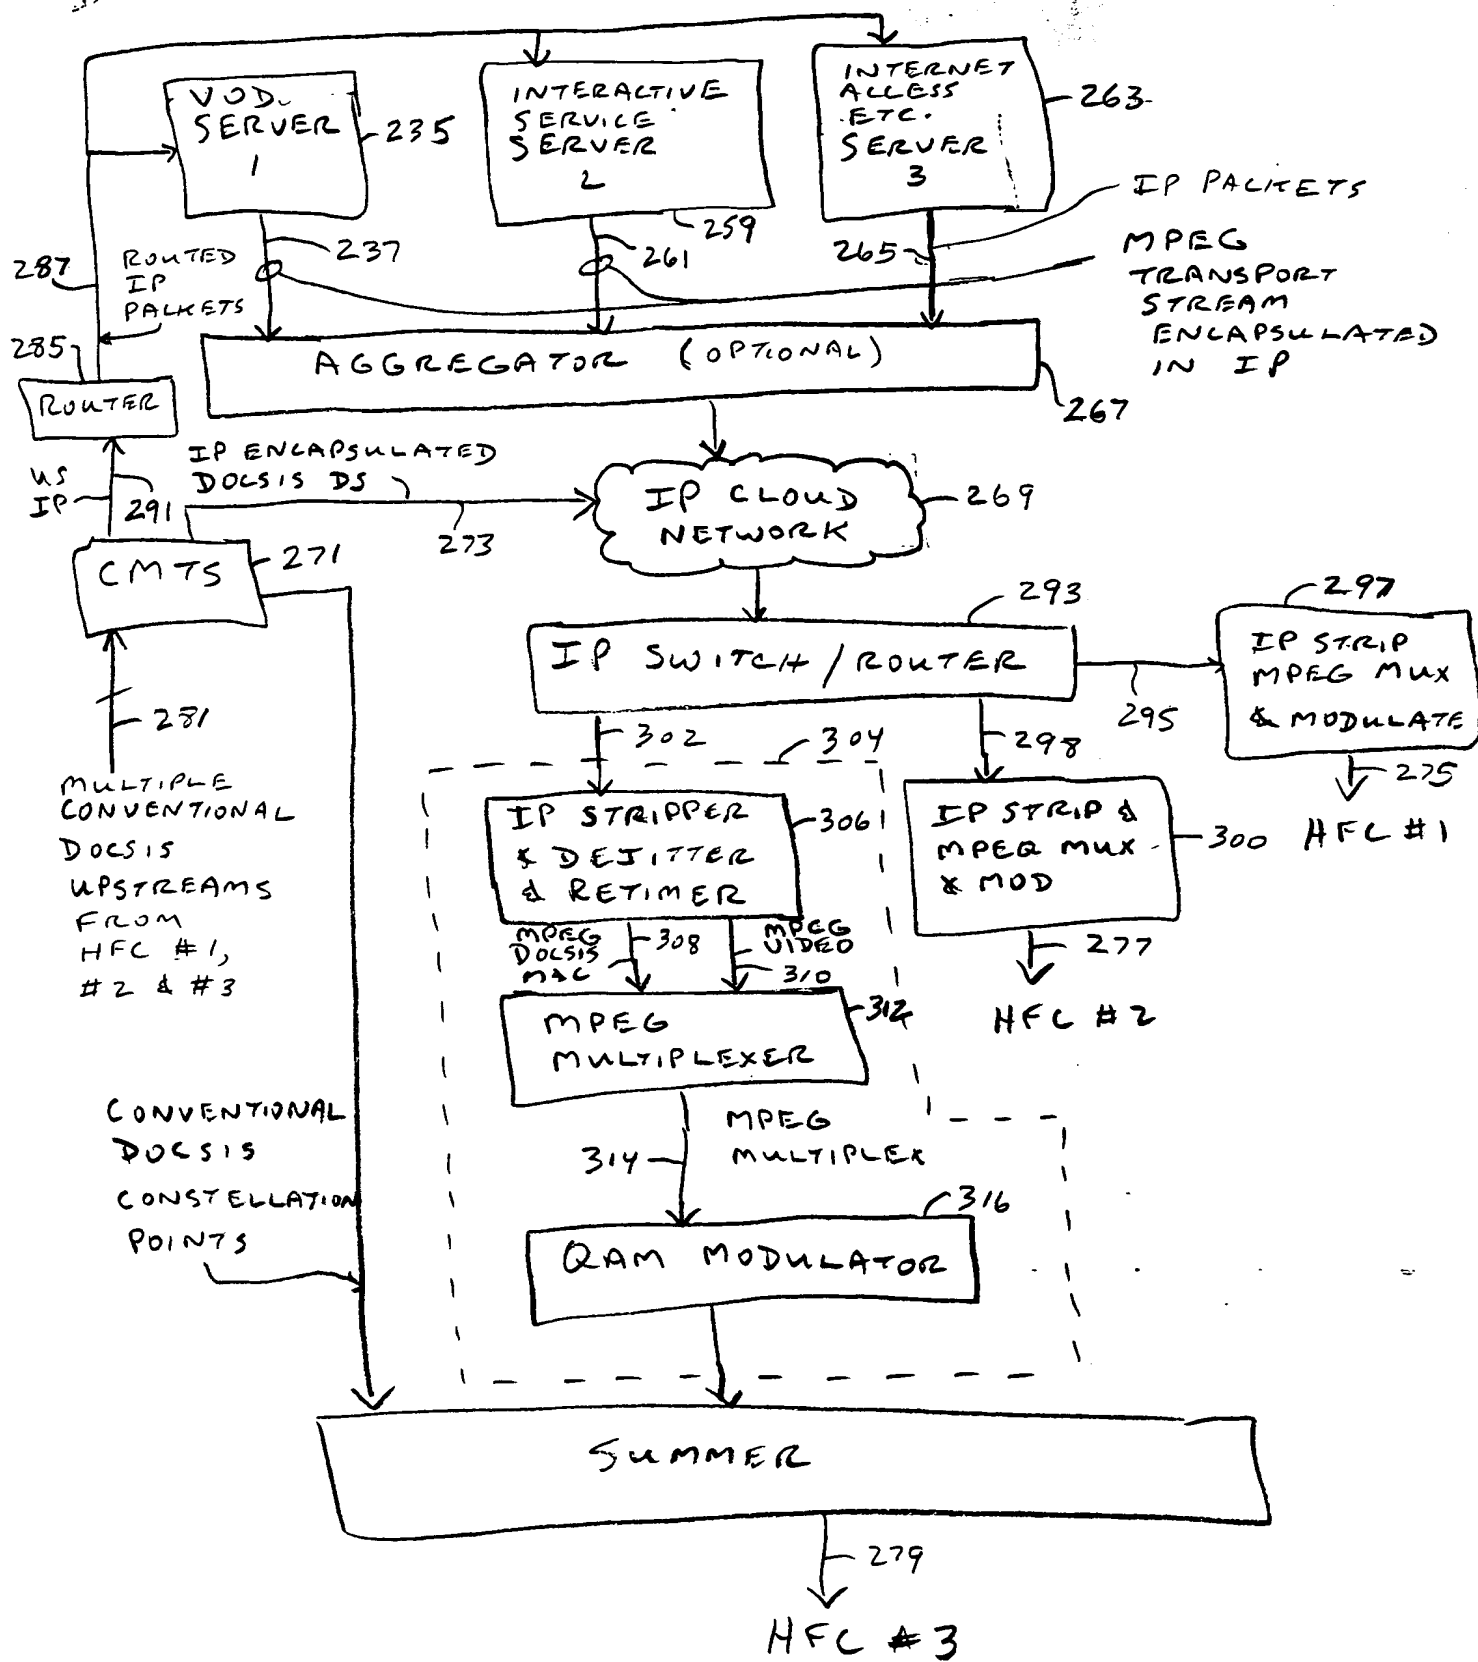 VOD.
SERVER
1
235
INTERACTIVE
SERVICE
SERVER
2
259
INTERNET
ACCESS
ETC.
SERVER
3
263
IP PACKETS
237
261
265
MPEG
TRANSPORT
STREAM
ENCAPSULATED
IN IP
287
ROUTED
IP
PACKETS
285
ROUTER
AGGREGATOR (OPTIONAL)
267
US
IP
291
IP ENCAPSULATED
DOCSIS DS
273
IP CLOUD
NETWORK
269
CMTS
271
293
IP SWITCH/ROUTER
295
297
IP STRIP
MPEG MUX
& MODULATE
275
HFC #1
281
MULTIPLE
CONVENTIONAL
DOCSIS
UPSTREAMS
FROM
HFC #1,
#2 & #3
302
304
298
IP STRIPPER
& DEJITTER
& RETIMER
306
IP STRIP &
MPEG MUX
& MOD
300
277
HFC #2
MPEG
DOCSIS
MAC
308
MPEG
VIDEO
310
MPEG
MULTIPLEXER
312
CONVENTIONAL
DOCSIS
CONSTELLATION
POINTS
314
MPEG
MULTIPLEX
316
QAM MODULATOR
SUMMER
279
HFC #3